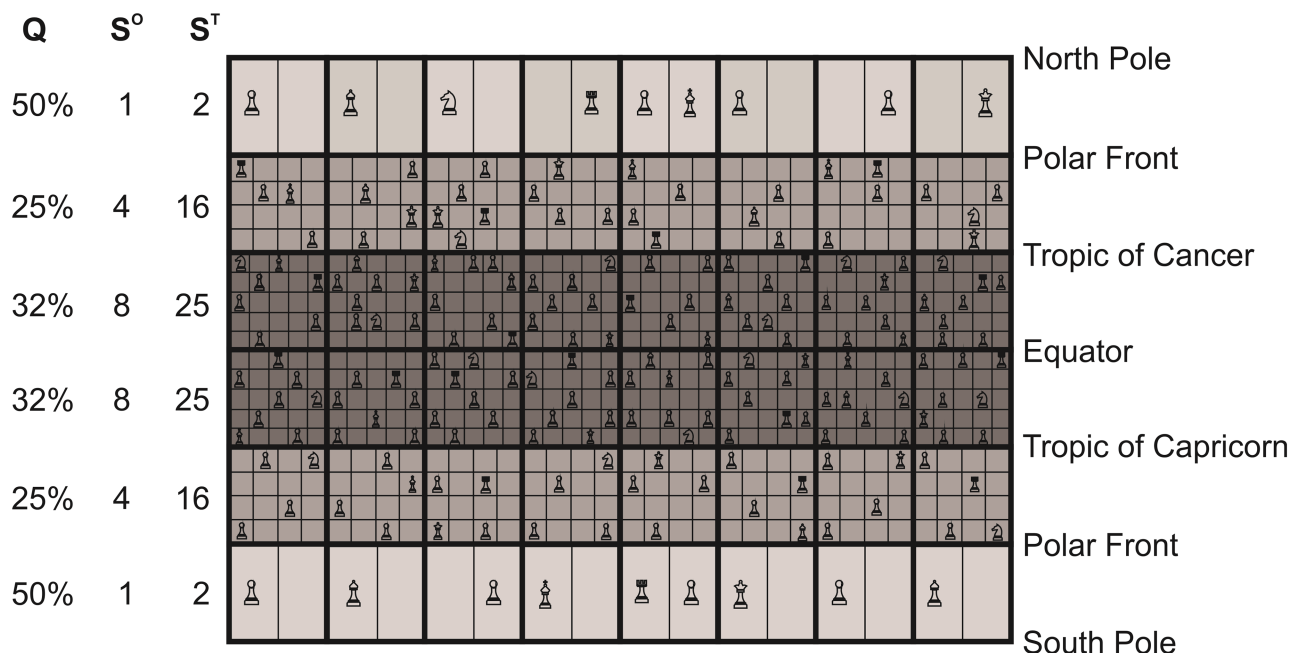 Q S^O S^T
North Pole
50% 1 2
Polar Front
25% 4 16
Tropic of Cancer
32% 8 25
Equator
32% 8 25
Tropic of Capricorn
25% 4 16
Polar Front
50% 1 2
South Pole